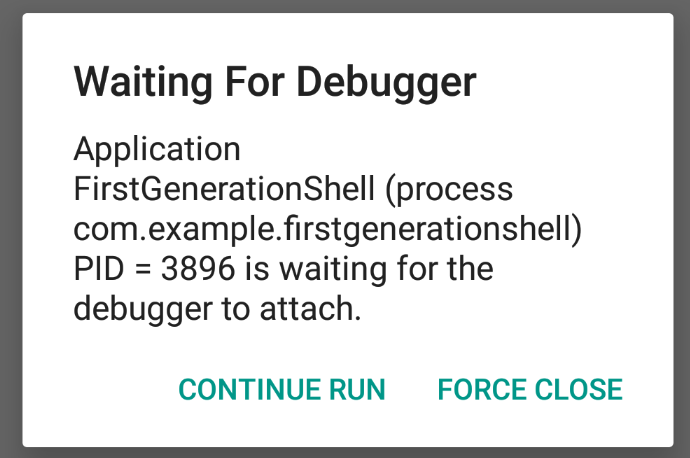 Waiting For Debugger
Application
FirstGenerationShell (process
com.example.firstgenerationshell)
PID = 3896 is waiting for the
debugger to attach.
CONTINUE RUN FORCE CLOSE